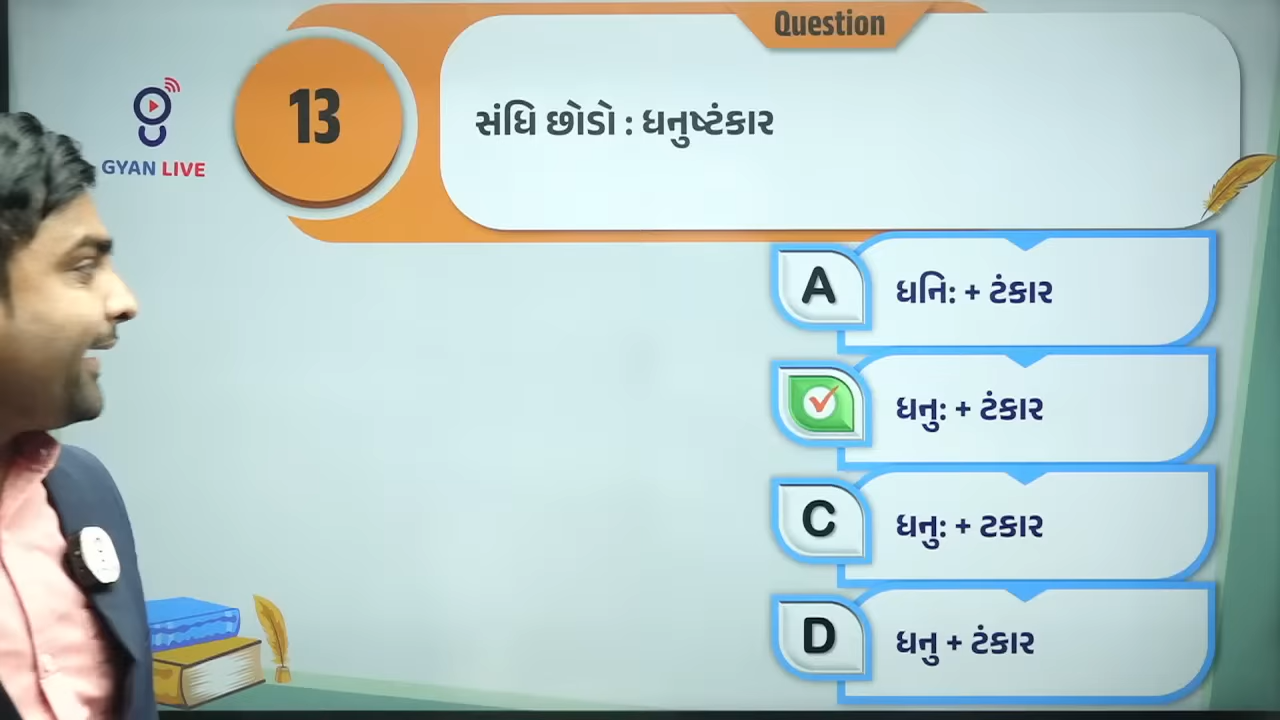 Question
13
GYAN LIVE
સંધિ છોડો : ધનુષ્ટંકાર
A
ધનિઃ + ટંકાર
ધનુઃ + ટંકાર
C
ધનુઃ + ટકાર
D
ધનુ + ટંકાર